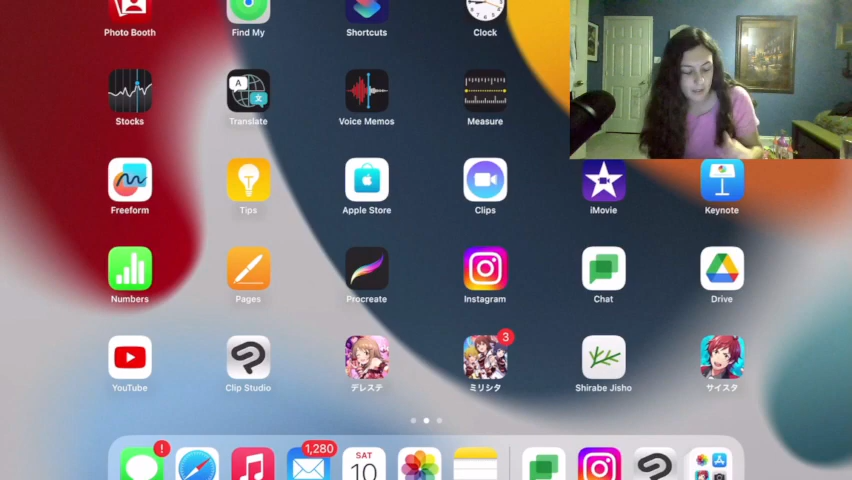 Photo Booth
Find My
Shortcuts
Clock
Stocks
Translate
Voice Memos
Measure
Freeform
Tips
Apple Store
Clips
iMovie
Keynote
Numbers
Pages
Procreate
Instagram
Chat
Drive
3
YouTube
Clip Studio
デレステ
ミリシタ
Shirabe Jisho
サイスタ
!
1,280
SAT
10